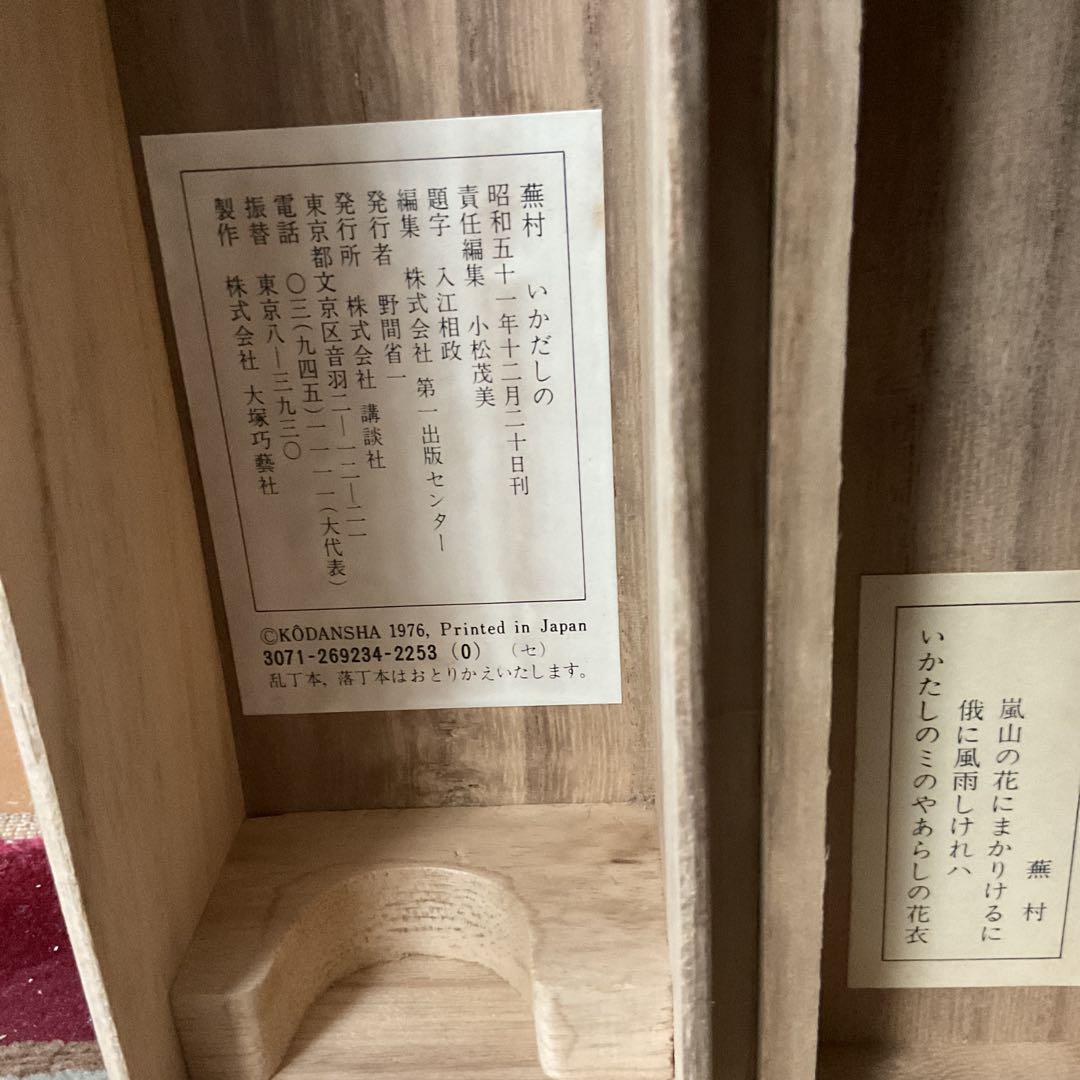 蕪村 いかだしの
昭和五十一年十二月二十日刊
責任編集 小松茂美
題字 入江相政
編集 株式会社 第一出版センター
発行者 野間省一
発行所 株式会社 講談社
東京都文京区音羽二―一二―二一
電話 〇三(九四五)一一一一(大代表)
振替 東京八―三九三〇
製作 株式会社 大塚巧藝社
©KÔDANSHA 1976, Printed in Japan
3071-269234-2253 (0) (セ)
乱丁本, 落丁本はおとりかえいたします。
蕪村
嵐山の花にまかりけるに
俄に風雨しけれハ
いかたしのミのやあらしの花衣